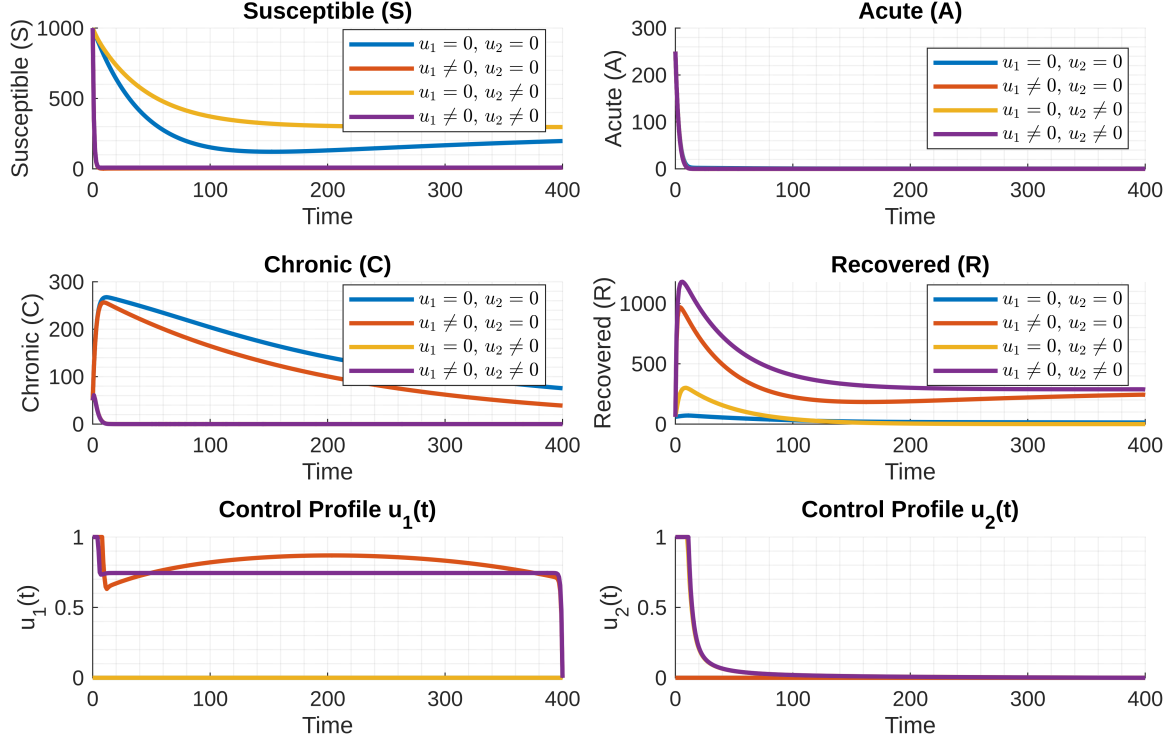 Susceptible (S)
Susceptible (S)
1000
500
0
0
100
200
300
400
Time
u₁ = 0, u₂ = 0
u₁ ≠ 0, u₂ = 0
u₁ = 0, u₂ ≠ 0
u₁ ≠ 0, u₂ ≠ 0
Acute (A)
Acute (A)
300
200
100
0
0
100
200
300
400
Time
u₁ = 0, u₂ = 0
u₁ ≠ 0, u₂ = 0
u₁ = 0, u₂ ≠ 0
u₁ ≠ 0, u₂ ≠ 0
Chronic (C)
Chronic (C)
300
200
100
0
0
100
200
300
400
Time
u₁ = 0, u₂ = 0
u₁ ≠ 0, u₂ = 0
u₁ = 0, u₂ ≠ 0
u₁ ≠ 0, u₂ ≠ 0
Recovered (R)
Recovered (R)
1000
500
0
0
100
200
300
400
Time
u₁ = 0, u₂ = 0
u₁ ≠ 0, u₂ = 0
u₁ = 0, u₂ ≠ 0
u₁ ≠ 0, u₂ ≠ 0
Control Profile u₁(t)
u₁(t)
1
0.5
0
0
100
200
300
400
Time
Control Profile u₂(t)
u₂(t)
1
0.5
0
0
100
200
300
400
Time